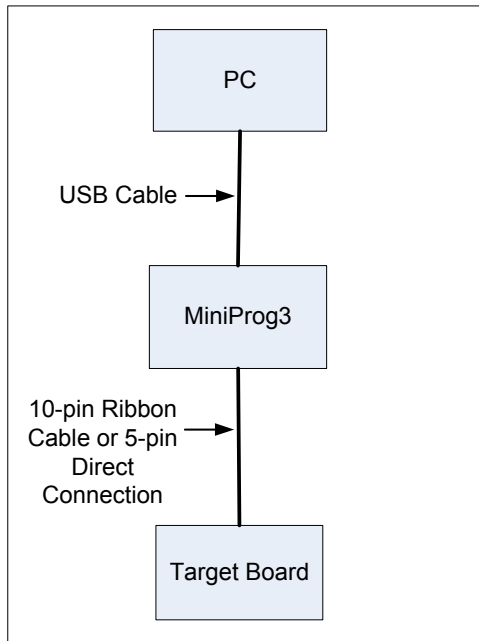 PC
USB Cable
MiniProg3
10-pin Ribbon
Cable or 5-pin
Direct
Connection
Target Board